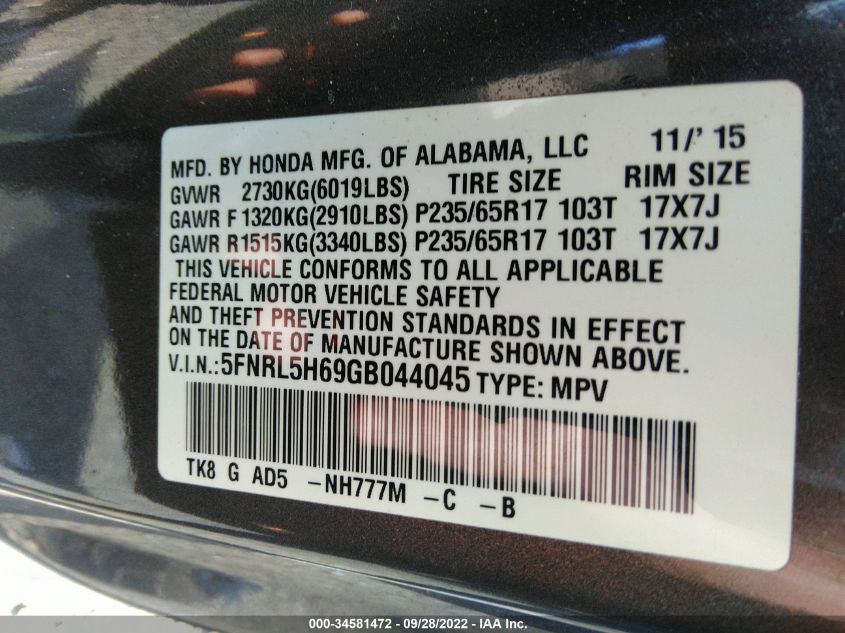 MFD. BY HONDA MFG. OF ALABAMA, LLC 11/' 15
GVWR 2730KG(6019LBS) TIRE SIZE RIM SIZE
GAWR F 1320KG(2910LBS) P235/65R17 103T 17X7J
GAWR R1515KG(3340LBS) P235/65R17 103T 17X7J
THIS VEHICLE CONFORMS TO ALL APPLICABLE
FEDERAL MOTOR VEHICLE SAFETY
AND THEFT PREVENTION STANDARDS IN EFFECT
ON THE DATE OF MANUFACTURE SHOWN ABOVE.
V.I.N.:5FNRL5H69GB044045 TYPE: MPV
TK8 G AD5 -NH777M -C -B
000-34581472 - 09/28/2022 - IAA